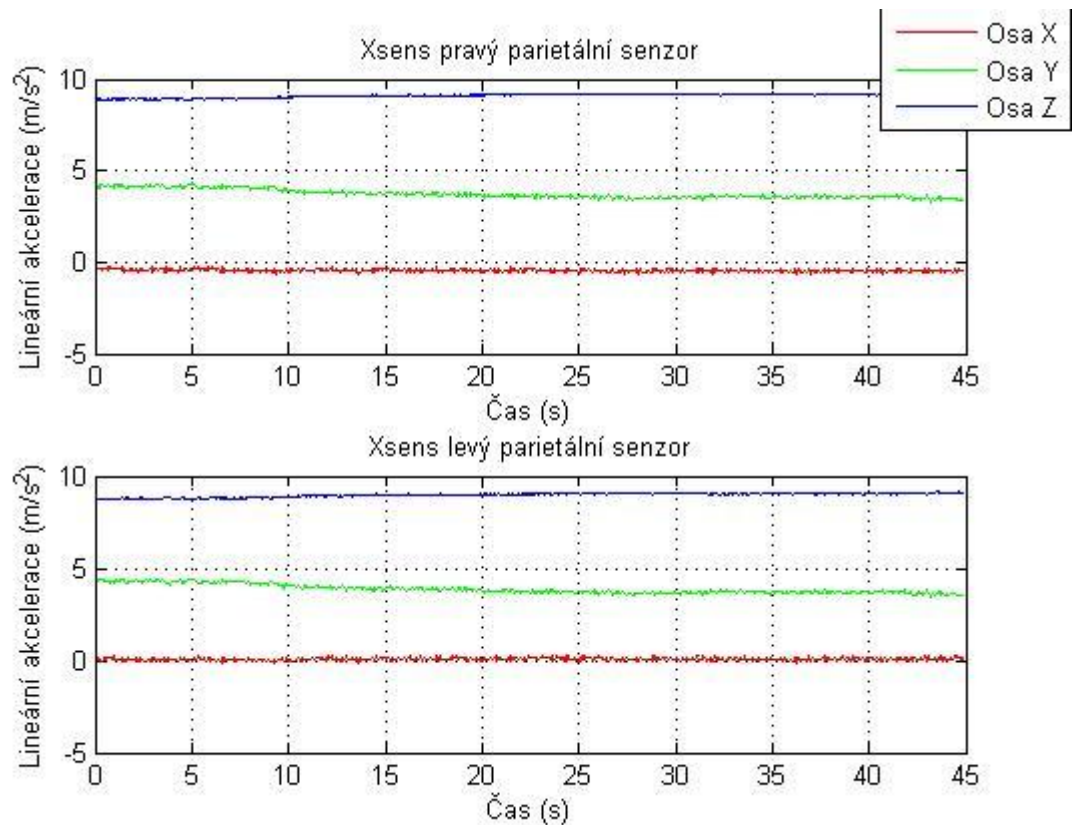 Xsens pravý parietální senzor
Osa X
Osa Y
Osa Z
Lineární akcelerace (m/s²)
10
5
0
-5
0 5 10 15 20 25 30 35 40 45
Čas (s)
Xsens levý parietální senzor
Lineární akcelerace (m/s²)
10
5
0
-5
0 5 10 15 20 25 30 35 40 45
Čas (s)